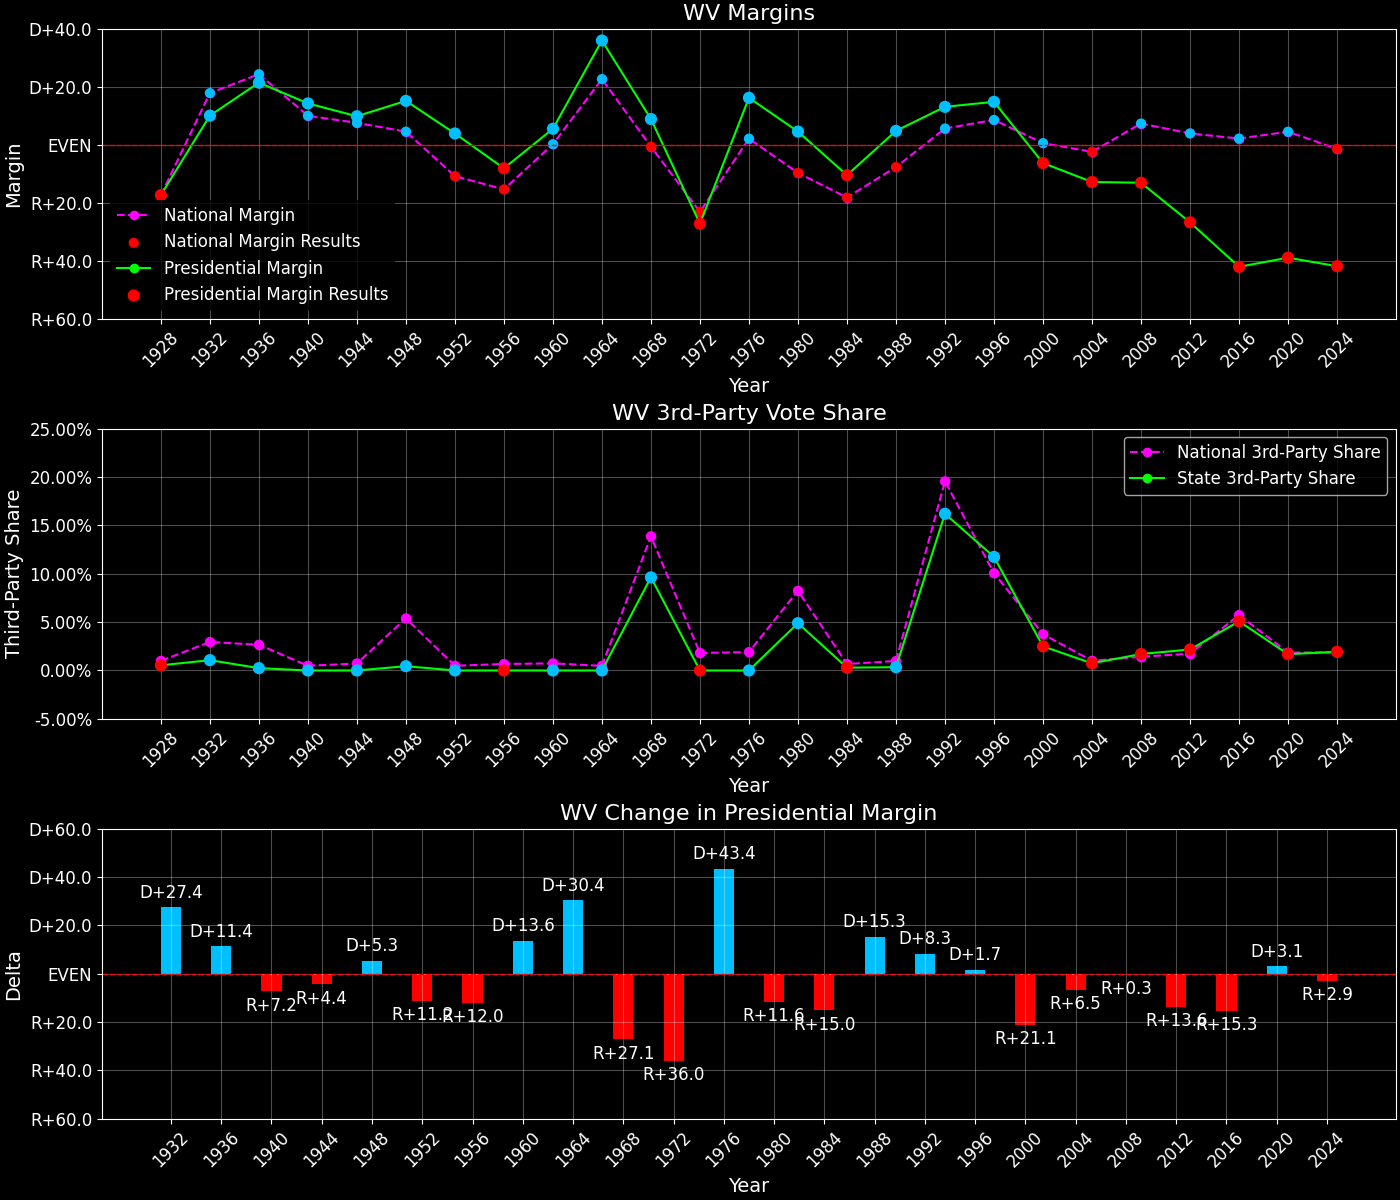 WV Margins
D+40.0
D+20.0
EVEN
R+20.0
R+40.0
R+60.0
Margin
National Margin
National Margin Results
Presidential Margin
Presidential Margin Results
1928 1932 1936 1940 1944 1948 1952 1956 1960 1964 1968 1972 1976 1980 1984 1988 1992 1996 2000 2004 2008 2012 2016 2020 2024
Year
WV 3rd-Party Vote Share
25.00%
20.00%
15.00%
10.00%
5.00%
0.00%
-5.00%
Third-Party Share
National 3rd-Party Share
State 3rd-Party Share
1928 1932 1936 1940 1944 1948 1952 1956 1960 1964 1968 1972 1976 1980 1984 1988 1992 1996 2000 2004 2008 2012 2016 2020 2024
Year
WV Change in Presidential Margin
D+60.0
D+40.0
D+20.0
EVEN
R+20.0
R+40.0
R+60.0
Delta
D+27.4
D+11.4
R+7.2
R+4.4
D+5.3
R+12.0
D+13.6
D+30.4
R+27.1
R+36.0
D+43.4
R+11.6
R+15.0
D+15.3
D+8.3
D+1.7
R+21.1
R+6.5
R+0.3
R+13.6
R+15.3
D+3.1
R+2.9
1932 1936 1940 1944 1948 1952 1956 1960 1964 1968 1972 1976 1980 1984 1988 1992 1996 2000 2004 2008 2012 2016 2020 2024
Year